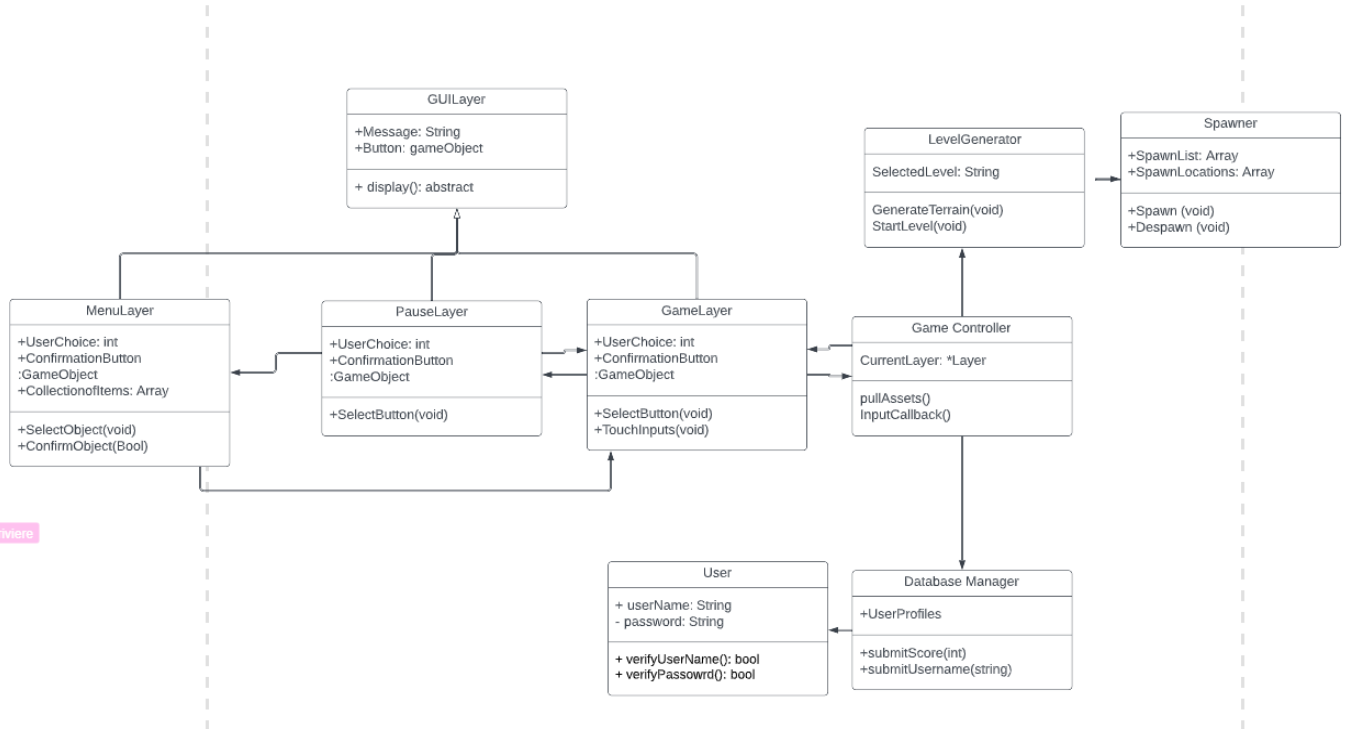 GUILayer
+Message: String
+Button: gameObject
+ display(): abstract
LevelGenerator
SelectedLevel: String
GenerateTerrain(void)
StartLevel(void)
Spawner
+SpawnList: Array
+SpawnLocations: Array
+Spawn (void)
+Despawn (void)
MenuLayer
+UserChoice: int
+ConfirmationButton
:GameObject
+CollectionofItems: Array
+SelectObject(void)
+ConfirmObject(Bool)
PauseLayer
+UserChoice: int
+ConfirmationButton
:GameObject
+SelectButton(void)
GameLayer
+UserChoice: int
+ConfirmationButton
:GameObject
+SelectButton(void)
+TouchInputs(void)
Game Controller
CurrentLayer: *Layer
pullAssets()
InputCallback()
riviere
User
+ userName: String
- password: String
+ verifyUserName(): bool
+ verifyPassowrd(): bool
Database Manager
+UserProfiles
+submitScore(int)
+submitUsername(string)